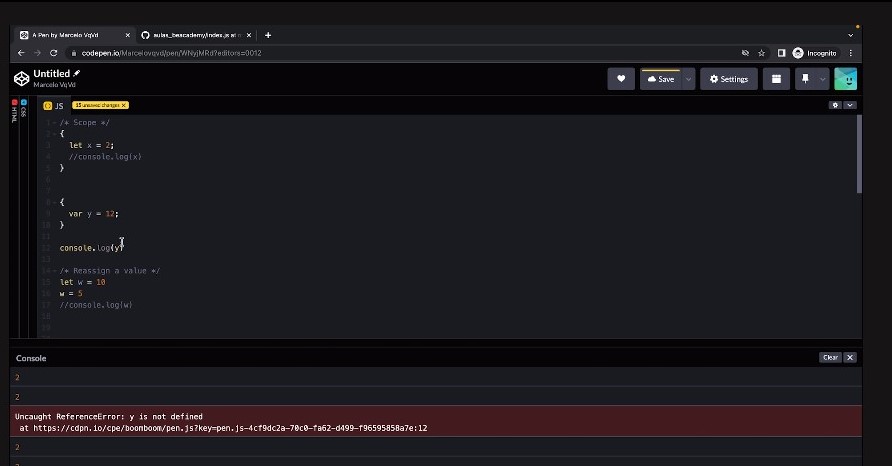 A Pen by Marcelo VqVd
aulas_beacademy/index.js at
codepen.io/Marcelovqvd/pen/WNyjMRd?editors=0012
Incognito
Untitled
Marcelo VqVd
Save
Settings
HTML
CSS
JS
15 unsaved changes ×
1 /* Scope */
2 {
3 let x = 2;
4 //console.log(x)
5 }
6
7
8 {
9 var y = 12;
10 }
11
12 console.log(y)
13
14 /* Reassign a value */
15 let w = 10
16 w = 5
17 //console.log(w)
18
19
Console
Clear
2
2
Uncaught ReferenceError: y is not defined
at https://cdpn.io/cpe/boomboom/pen.js?key=pen.js-4cf9dc2a-70c0-fa62-d499-f96595858a7e:12
2